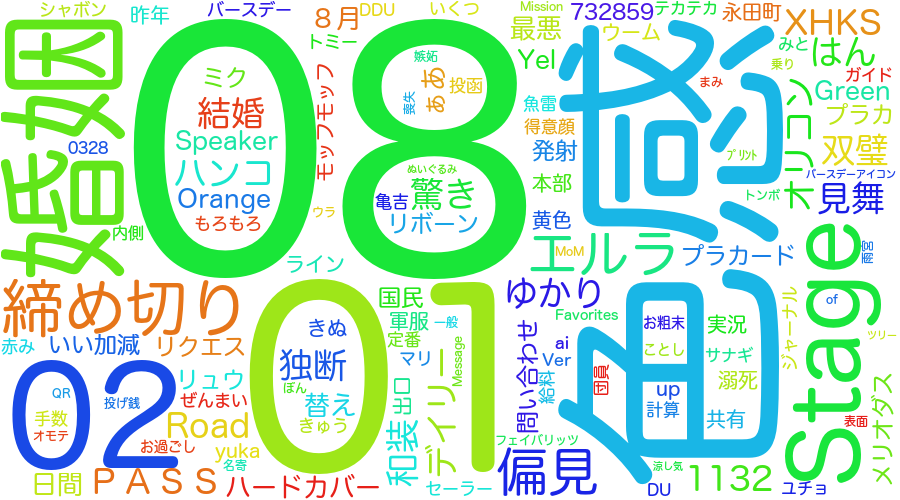 シャボン
昨年
バースデー
８月
DDU
いくつ
Mission
最悪
732859
テカテカ
永田町
XHKS
婚姻
08
色感
トミー
嫉妬
Yel
ウーム
みと
はん
乗り
ガイド
ミク
ああ
投函
喪失
魚雷
まみ
Green
結婚
モッフモッフ
得意顔
オリコン
プラカ
0328
Speaker
ぬいぐるみ
発射
ﾌﾟﾘﾝﾄ
双璧
ハンコ
驚き
本部
バースデーアイコン
Orange
亀吉
トンボ
見舞
もろもろ
ウラ
リボーン
黄色
内側
エルラ
MoM
プラカード
雨宮
ライン
Stage
締め切り
01
国民
ゆかり
ジャーナル
of
きぬ
軍服
一般
Favorites
お粗末
実況
赤み
いい加減
リクエス
定番
問い合わせ
ai
ことし
サナギ
ツリー
02
独断
マリ
Message
Ver
QR
投げ銭
リュウ
ぽん
出口
デイリー
給料
団員
up
溺死
メリオダス
手数
ぜんまい
替え
計算
オモテ
Road
きゅう
共有
表面
お過ごし
和装
フェイバリッツ
yuka
名寄
偏見
涼し気
日間
ＰＡＳＳ
ハードカバー
セーラー
DU
1132
ユチョ